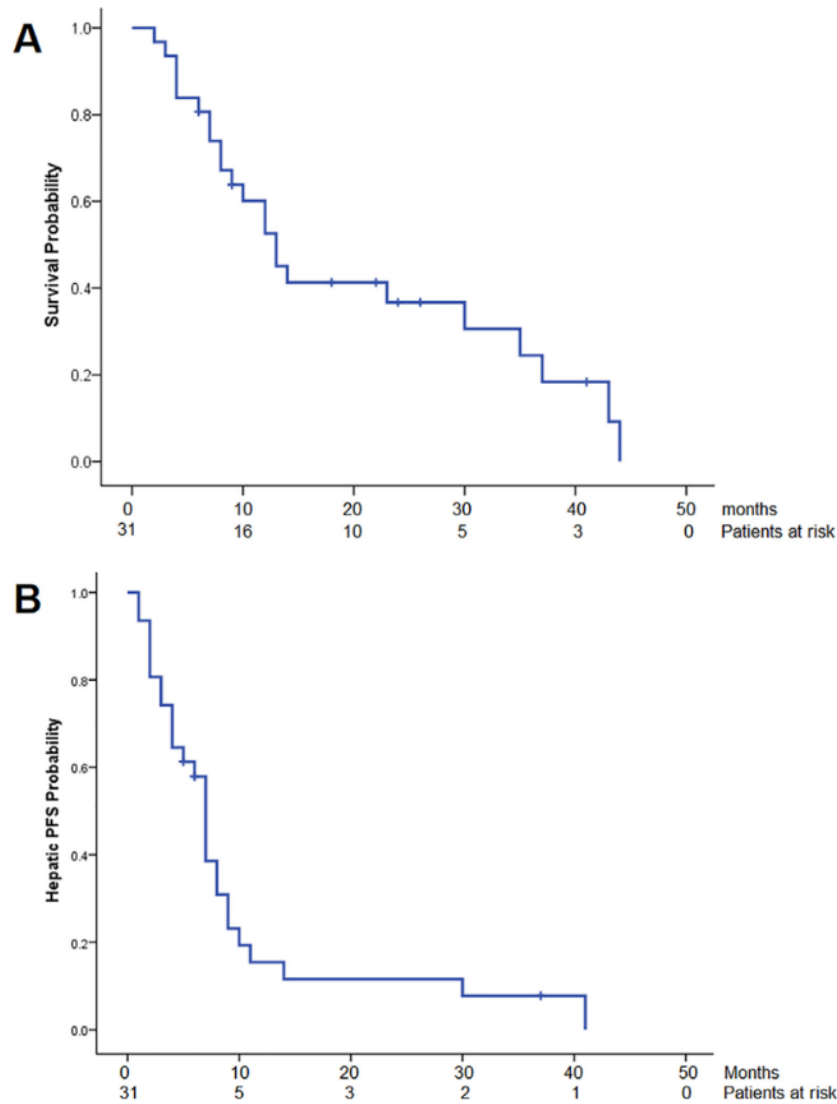 A
Survival Probability
1.0
0.8
0.6
0.4
0.2
0.0
0 10 20 30 40 50 months
31 16 10 5 3 0 Patients at risk
B
Hepatic PFS Probability
1.0
0.8
0.6
0.4
0.2
0.0
0 10 20 30 40 50 Months
31 5 3 2 1 0 Patients at risk